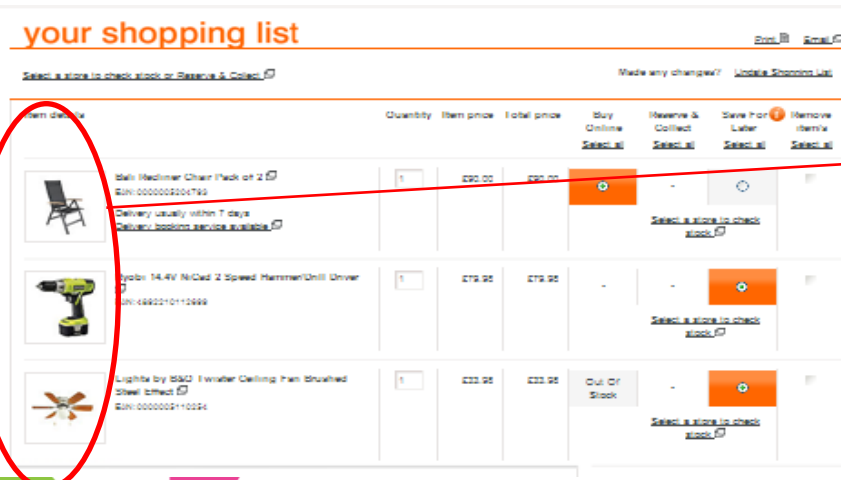 your shopping list
Print Email
Select a store to check stock or Reserve & Collect
Made any changes? Update Shopping List
Item details Quantity Item price Total price Buy Online Reserve & Collect Save For Later Remove item/s
Select all Select all Select all Select all
Bali Recliner Chair Pack of 2
1 £90.00 £90.00 -
EAN:
Delivery usually within 7 days
Delivery booking service available
Select a store to check stock
Ryobi 14.4V NiCad 2 Speed Hammer Drill Driver
1 £79.98 £79.98 - -
EAN:
Select a store to check stock
Lights by B&Q Twister Ceiling Fan Brushed Steel Effect
1 £33.98 £33.98 Out Of Stock -
EAN:
Select a store to check stock